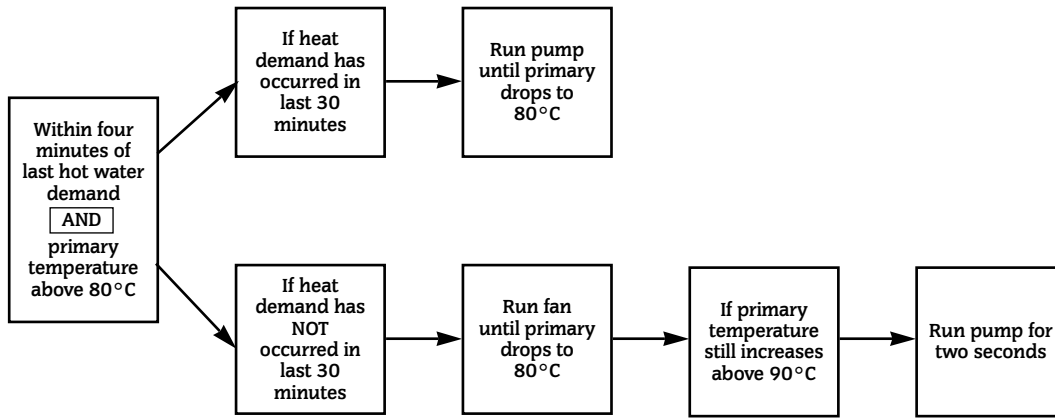 Within four
minutes of
last hot water
demand
AND
primary
temperature
above 80°C
If heat
demand has
occurred in
last 30
minutes
Run pump
until primary
drops to
80°C
If heat
demand has
NOT
occurred in
last 30
minutes
Run fan
until primary
drops to
80°C
If primary
temperature
still increases
above 90°C
Run pump for
two seconds